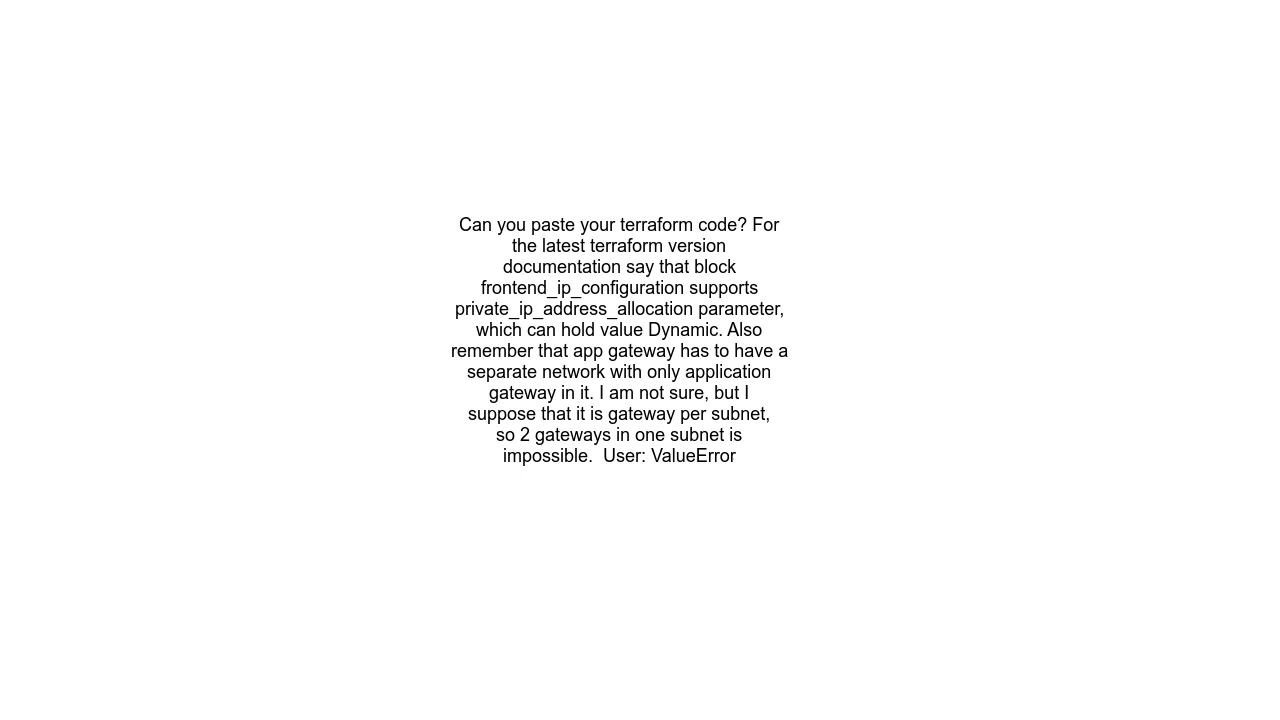 Can you paste your terraform code? For
the latest terraform version
documentation say that block
frontend_ip_configuration supports
private_ip_address_allocation parameter,
which can hold value Dynamic. Also
remember that app gateway has to have a
separate network with only application
gateway in it. I am not sure, but I
suppose that it is gateway per subnet,
so 2 gateways in one subnet is
impossible.  User: ValueError